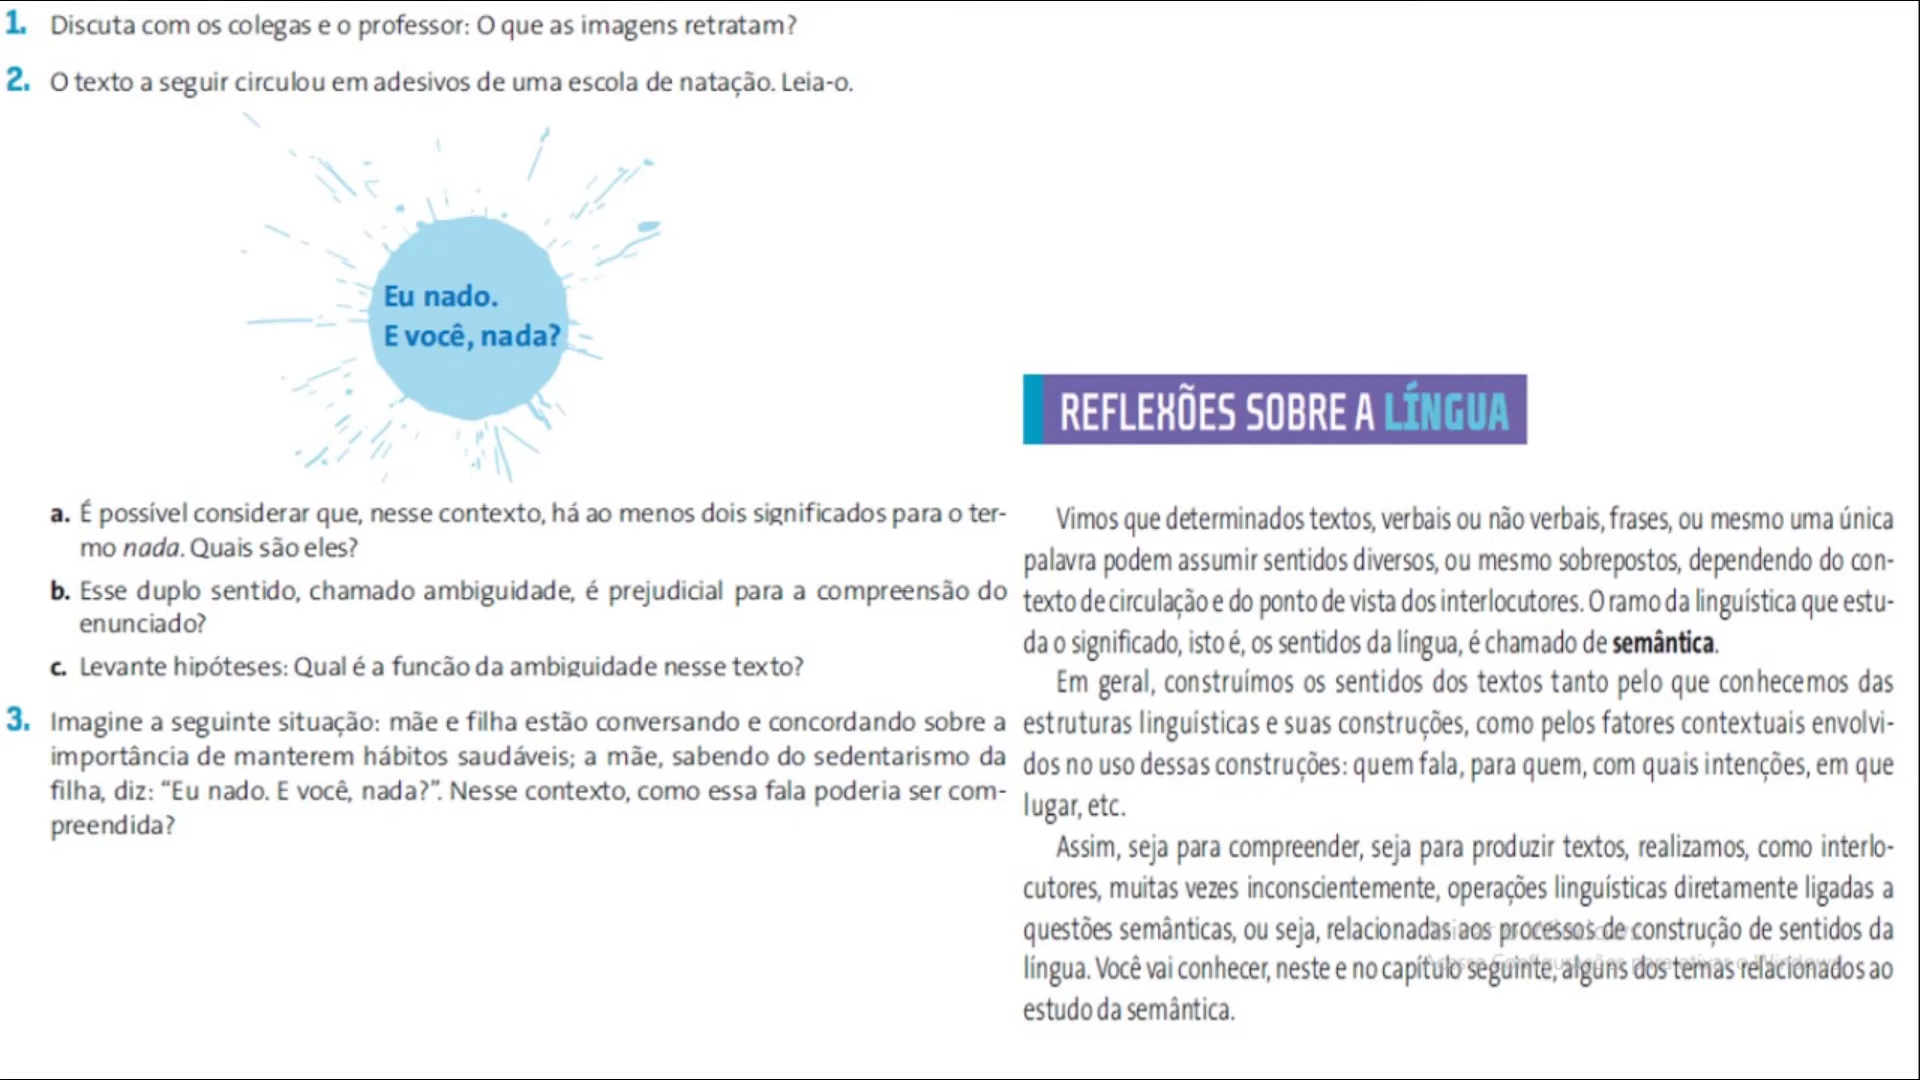 1. Discuta com os colegas e o professor: O que as imagens retratam?
2. O texto a seguir circulou em adesivos de uma escola de natação. Leia-o.
Eu nado.
E você, nada?
a. É possível considerar que, nesse contexto, há ao menos dois significados para o ter-
mo nada. Quais são eles?
b. Esse duplo sentido, chamado ambiguidade, é prejudicial para a compreensão do
enunciado?
c. Levante hipóteses: Qual é a função da ambiguidade nesse texto?
3. Imagine a seguinte situação: mãe e filha estão conversando e concordando sobre a
importância de manterem hábitos saudáveis; a mãe, sabendo do sedentarismo da
filha, diz: “Eu nado. E você, nada?”. Nesse contexto, como essa fala poderia ser com-
preendida?
REFLEXÕES SOBRE A LÍNGUA
Vimos que determinados textos, verbais ou não verbais, frases, ou mesmo uma única
palavra podem assumir sentidos diversos, ou mesmo sobrepostos, dependendo do con-
texto de circulação e do ponto de vista dos interlocutores. O ramo da linguística que estu-
da o significado, isto é, os sentidos da língua, é chamado de semântica.
Em geral, construímos os sentidos dos textos tanto pelo que conhecemos das
estruturas linguísticas e suas construções, como pelos fatores contextuais envolvi-
dos no uso dessas construções: quem fala, para quem, com quais intenções, em que
lugar, etc.
Assim, seja para compreender, seja para produzir textos, realizamos, como interlo-
cutores, muitas vezes inconscientemente, operações linguísticas diretamente ligadas a
questões semânticas, ou seja, relacionadas aos processos de construção de sentidos da
língua. Você vai conhecer, neste e no capítulo seguinte, alguns dos temas relacionados ao
estudo da semântica.